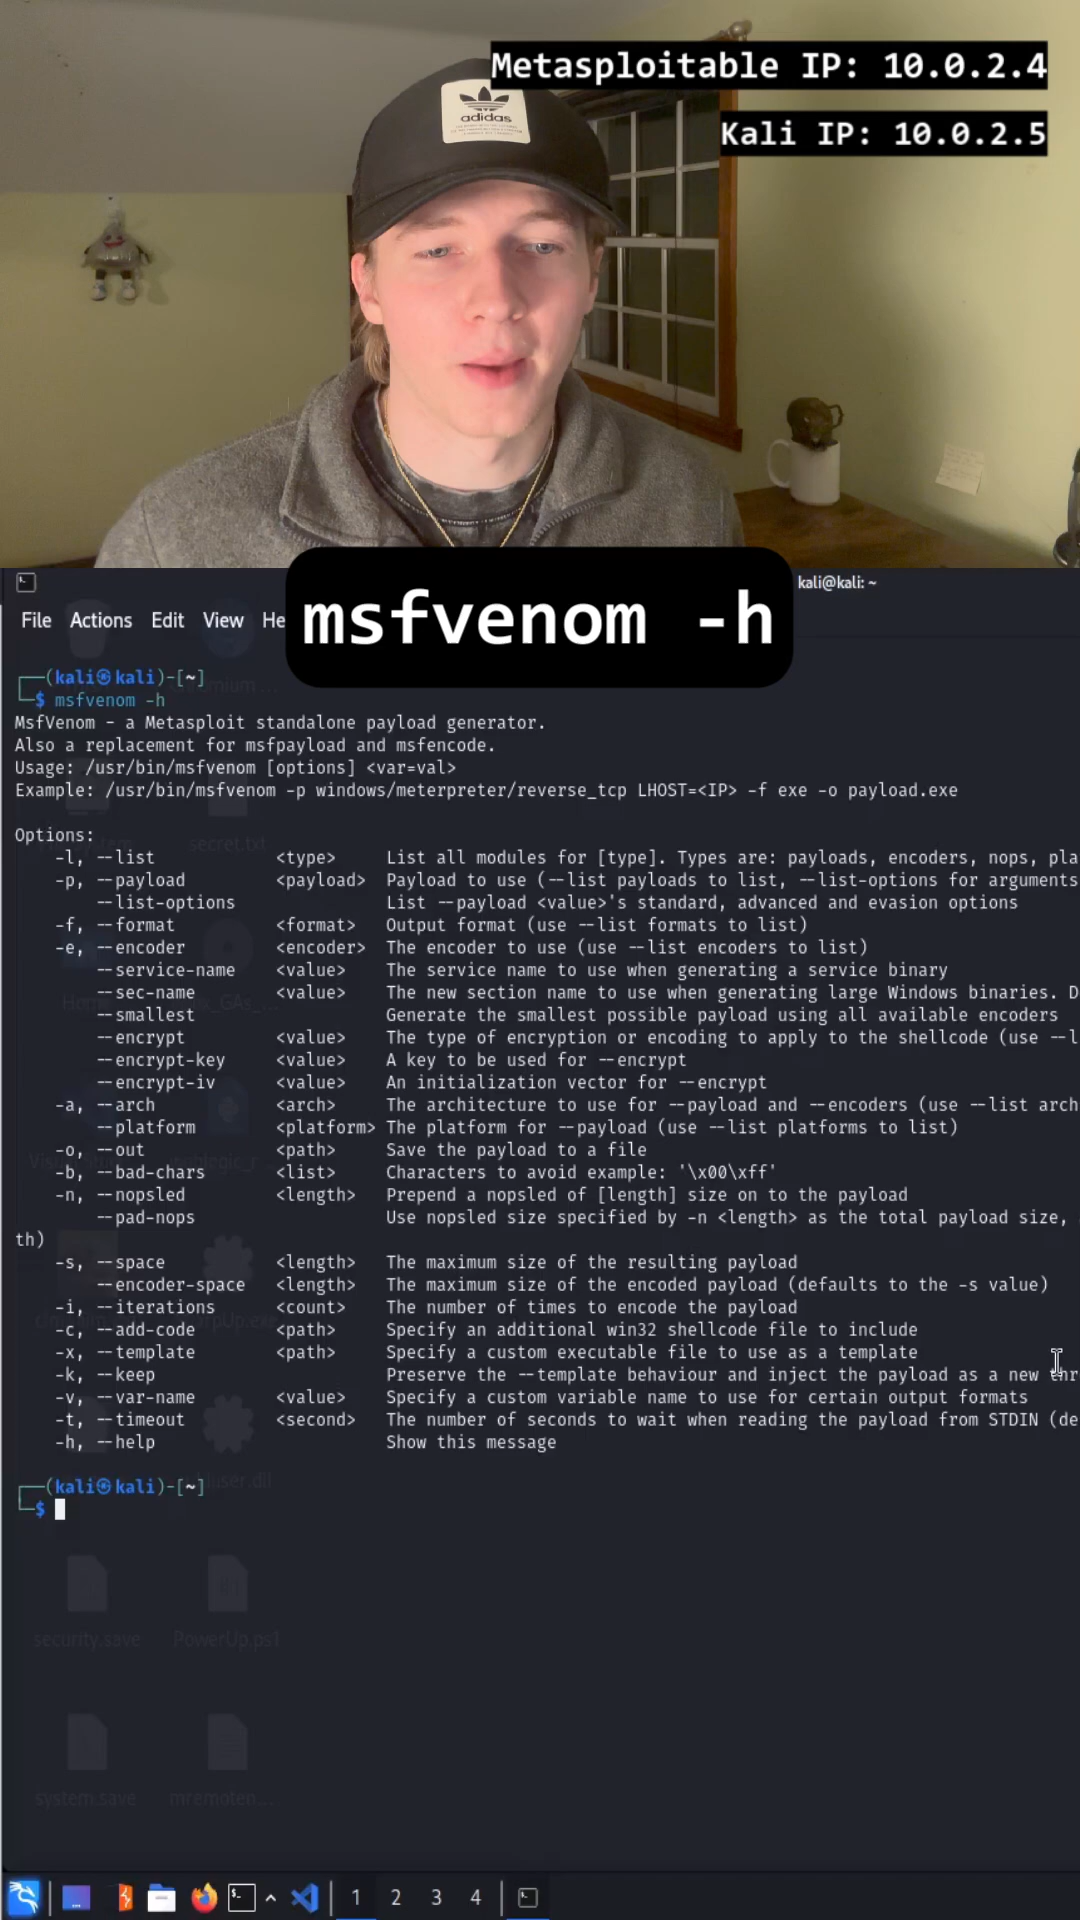 Metasploitable IP: 10.0.2.4
adidas
Kali IP: 10.0.2.5
msfvenom -h
kali@kali: ~
File Actions Edit View He
┌──(kali㉿kali)-[~]
└─$ msfvenom -h
MsfVenom - a Metasploit standalone payload generator.
Also a replacement for msfpayload and msfencode.
Usage: /usr/bin/msfvenom [options] <var=val>
Example: /usr/bin/msfvenom -p windows/meterpreter/reverse_tcp LHOST=<IP> -f exe -o payload.exe
Options:
-l, --list <type> List all modules for [type]. Types are: payloads, encoders, nops, pla
-p, --payload <payload> Payload to use (--list payloads to list, --list-options for arguments
--list-options List --payload <value>'s standard, advanced and evasion options
-f, --format <format> Output format (use --list formats to list)
-e, --encoder <encoder> The encoder to use (use --list encoders to list)
--service-name <value> The service name to use when generating a service binary
--sec-name <value> The new section name to use when generating large Windows binaries. D
--smallest Generate the smallest possible payload using all available encoders
--encrypt <value> The type of encryption or encoding to apply to the shellcode (use --l
--encrypt-key <value> A key to be used for --encrypt
--encrypt-iv <value> An initialization vector for --encrypt
-a, --arch <arch> The architecture to use for --payload and --encoders (use --list arch
--platform <platform> The platform for --payload (use --list platforms to list)
-o, --out <path> Save the payload to a file
-b, --bad-chars <list> Characters to avoid example: '\x00\xff'
-n, --nopsled <length> Prepend a nopsled of [length] size on to the payload
--pad-nops Use nopsled size specified by -n <length> as the total payload size,
th)
-s, --space <length> The maximum size of the resulting payload
--encoder-space <length> The maximum size of the encoded payload (defaults to the -s value)
-i, --iterations <count> The number of times to encode the payload
-c, --add-code <path> Specify an additional win32 shellcode file to include
-x, --template <path> Specify a custom executable file to use as a template
-k, --keep Preserve the --template behaviour and inject the payload as a new thr
-v, --var-name <value> Specify a custom variable name to use for certain output formats
-t, --timeout <second> The number of seconds to wait when reading the payload from STDIN (de
-h, --help Show this message
┌──(kali㉿kali)-[~]
└─$
secret.txt
security.save PowerUp.ps1
system.save mremoten....
1 2 3 4